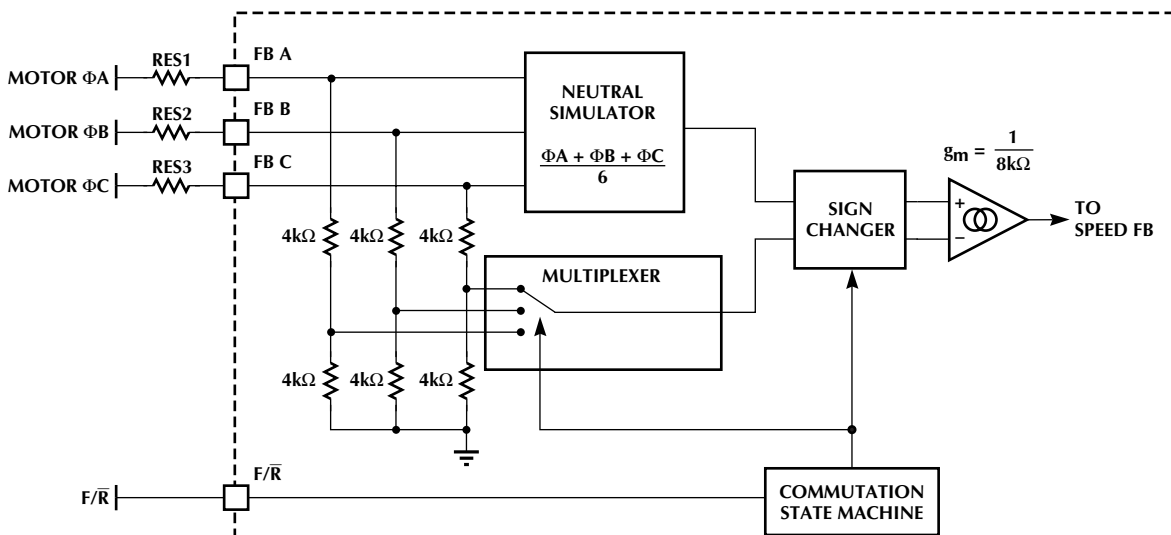 RES1
FB A
MOTOR ΦA
RES2
FB B
MOTOR ΦB
RES3
FB C
MOTOR ΦC
NEUTRAL
SIMULATOR
ΦA + ΦB + ΦC
6
gm = 1
8kΩ
SIGN
CHANGER
+
−
TO
SPEED FB
4kΩ 4kΩ 4kΩ
MULTIPLEXER
4kΩ 4kΩ 4kΩ
F/R̅
F/R̅
COMMUTATION
STATE MACHINE